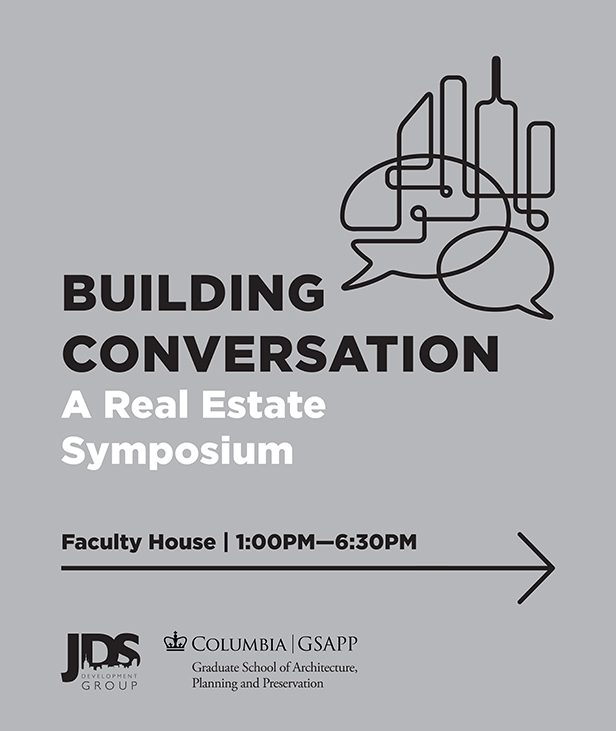 BUILDING
CONVERSATION
A Real Estate
Symposium
Faculty House | 1:00PM—6:30PM
JDS
DEVELOPMENT
GROUP
COLUMBIA | GSAPP
Graduate School of Architecture,
Planning and Preservation